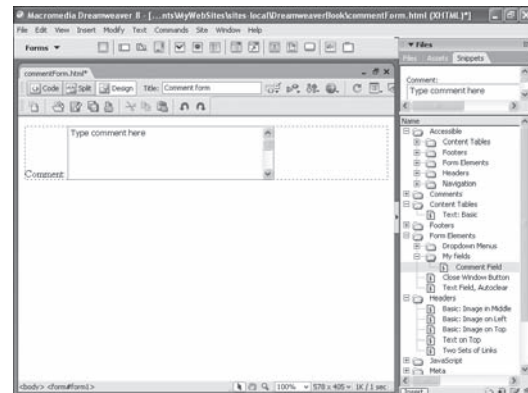 Macromedia Dreamweaver 8 - [...nts\MyWebSites\sites-local\DreamweaverBook\commentForm.html (XHTML)*]
File Edit View Insert Modify Text Commands Site Window Help
Forms
Files
Files Assets Snippets
commentForm.html*
Code Split Design Title: Comment form
Comment:
Type comment here
Type comment here
Comment:
Name
Accessible
Content Tables
Footers
Form Elements
Headers
Navigation
Comments
Content Tables
Text: Basic
Footers
Form Elements
Dropdown Menus
My fields
Comment Field
Close Window Button
Text Field, Autoclear
Headers
Basic: Image in Middle
Basic: Image on Left
Basic: Image on Top
Text on Top
Two Sets of Links
JavaScript
Meta
<body> <form#form1>
100% 578 x 405 1K / 1 sec
Insert